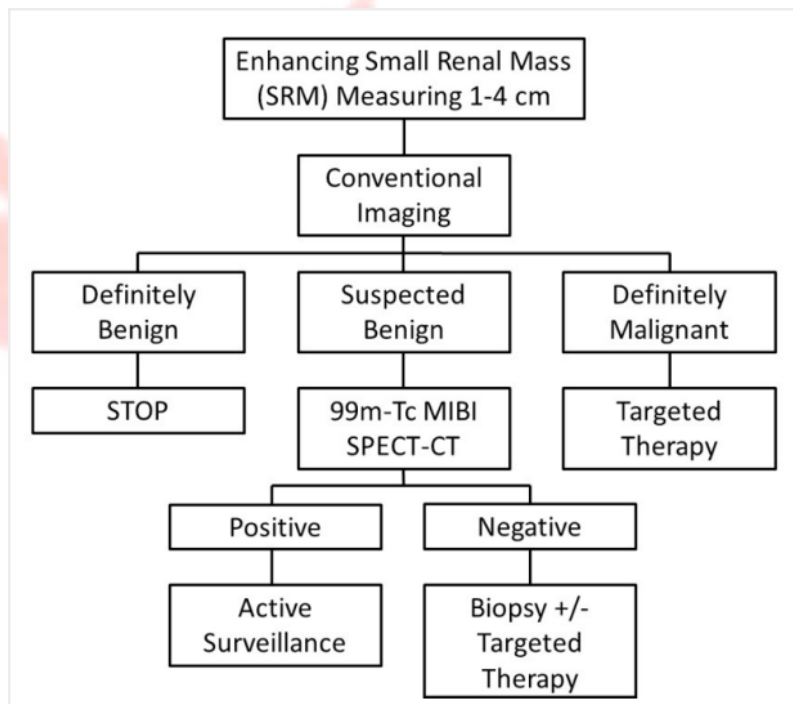 Enhancing Small Renal Mass
(SRM) Measuring 1-4 cm
Conventional
Imaging
Definitely
Benign
Suspected
Benign
Definitely
Malignant
STOP
99m-Tc MIBI
SPECT-CT
Targeted
Therapy
Positive
Negative
Active
Surveillance
Biopsy +/-
Targeted
Therapy